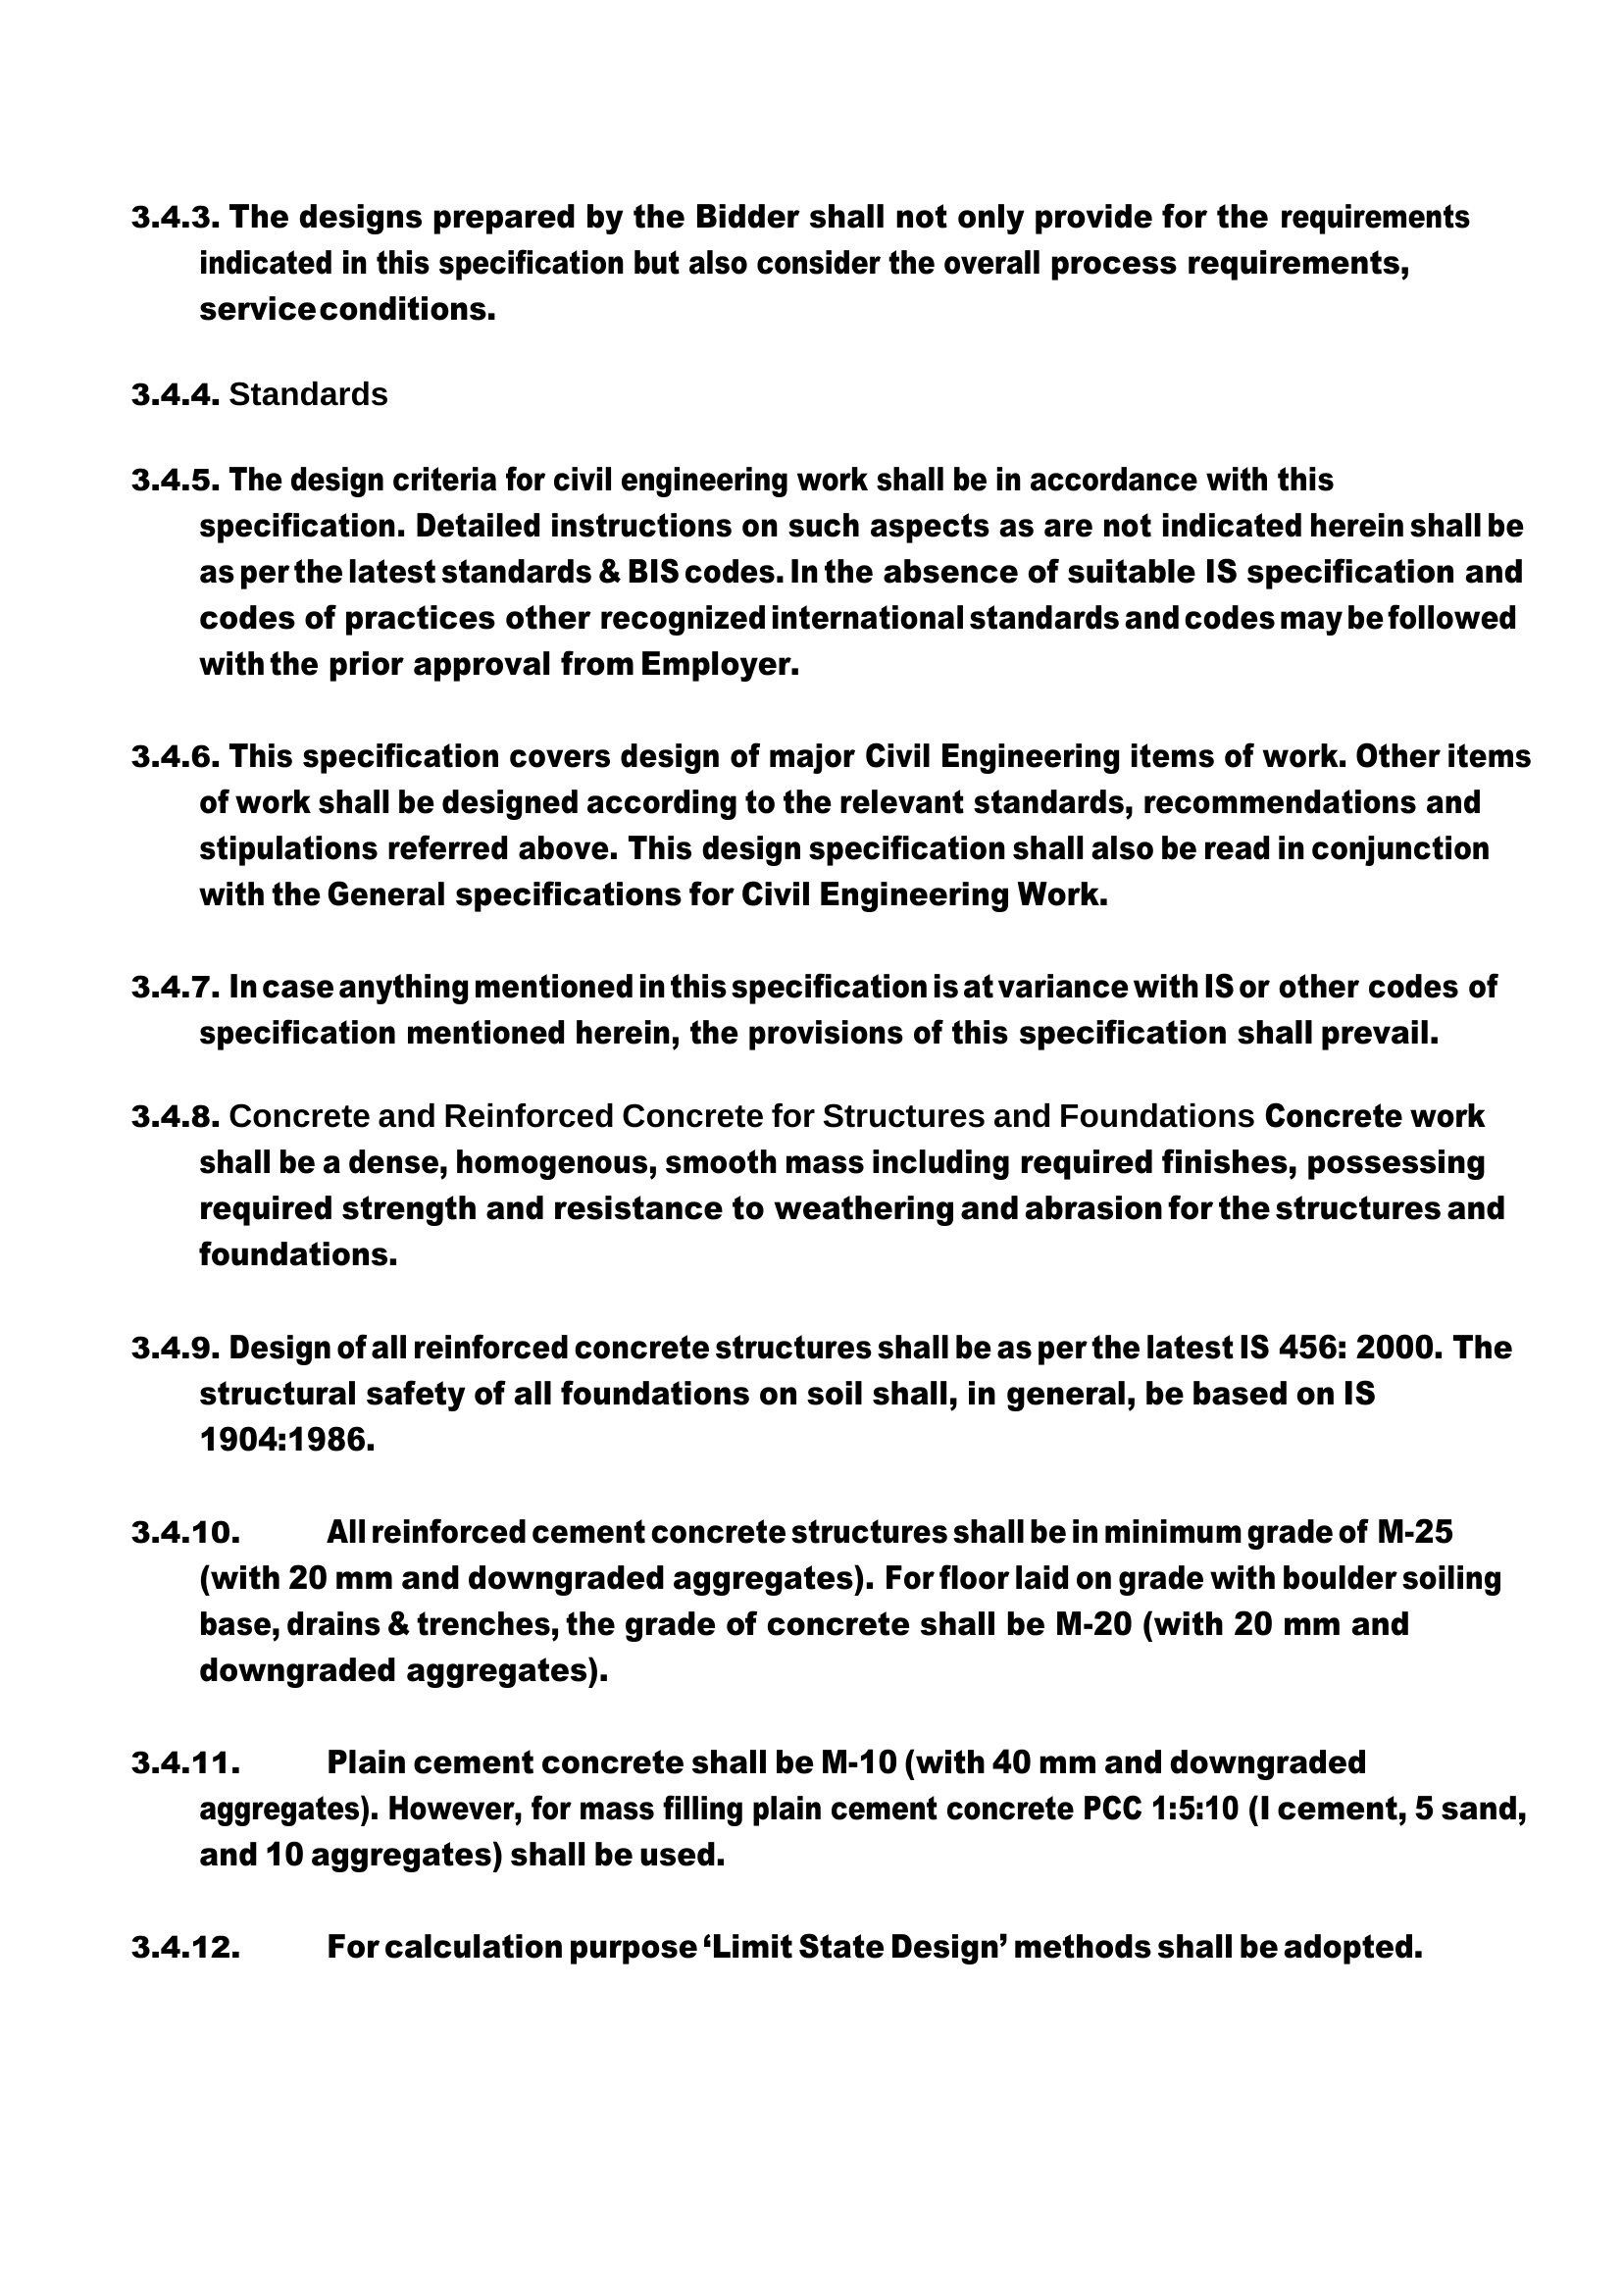 3.4.3. The designs prepared by the Bidder shall not only provide for the requirements
indicated in this specification but also consider the overall process requirements,
service conditions.
3.4.4. Standards
3.4.5. The design criteria for civil engineering work shall be in accordance with this
specification. Detailed instructions on such aspects as are not indicated herein shall be
as per the latest standards & BIS codes. In the absence of suitable IS specification and
codes of practices other recognized international standards and codes may be followed
with the prior approval from Employer.
3.4.6. This specification covers design of major Civil Engineering items of work. Other items
of work shall be designed according to the relevant standards, recommendations and
stipulations referred above. This design specification shall also be read in conjunction
with the General specifications for Civil Engineering Work.
3.4.7. In case anything mentioned in this specification is at variance with IS or other codes of
specification mentioned herein, the provisions of this specification shall prevail.
3.4.8. Concrete and Reinforced Concrete for Structures and Foundations Concrete work
shall be a dense, homogenous, smooth mass including required finishes, possessing
required strength and resistance to weathering and abrasion for the structures and
foundations.
3.4.9. Design of all reinforced concrete structures shall be as per the latest IS 456: 2000. The
structural safety of all foundations on soil shall, in general, be based on IS
1904:1986.
3.4.10. All reinforced cement concrete structures shall be in minimum grade of M-25
(with 20 mm and downgraded aggregates). For floor laid on grade with boulder soiling
base, drains & trenches, the grade of concrete shall be M-20 (with 20 mm and
downgraded aggregates).
3.4.11. Plain cement concrete shall be M-10 (with 40 mm and downgraded
aggregates). However, for mass filling plain cement concrete PCC 1:5:10 (I cement, 5 sand,
and 10 aggregates) shall be used.
3.4.12. For calculation purpose ‘Limit State Design’ methods shall be adopted.